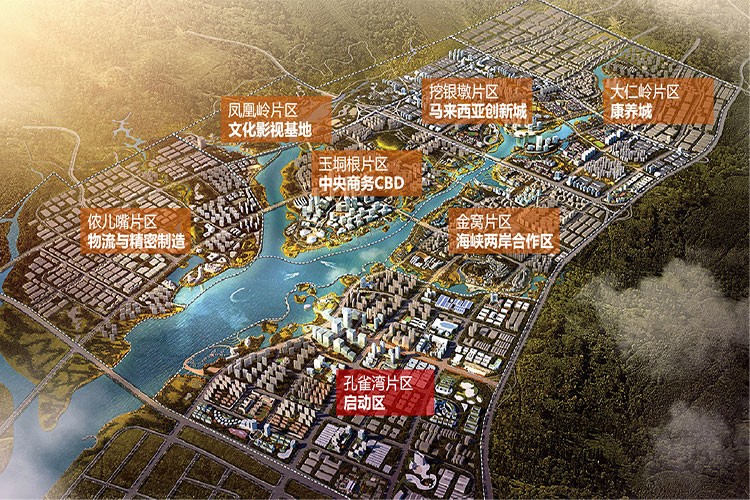 挖银墩片区
马来西亚创新城
大仁岭片区
康养城
凤凰岭片区
文化影视基地
玉垌根片区
中央商务CBD
侬儿嘴片区
物流与精密制造
金窝片区
海峡两岸合作区
孔雀湾片区
启动区